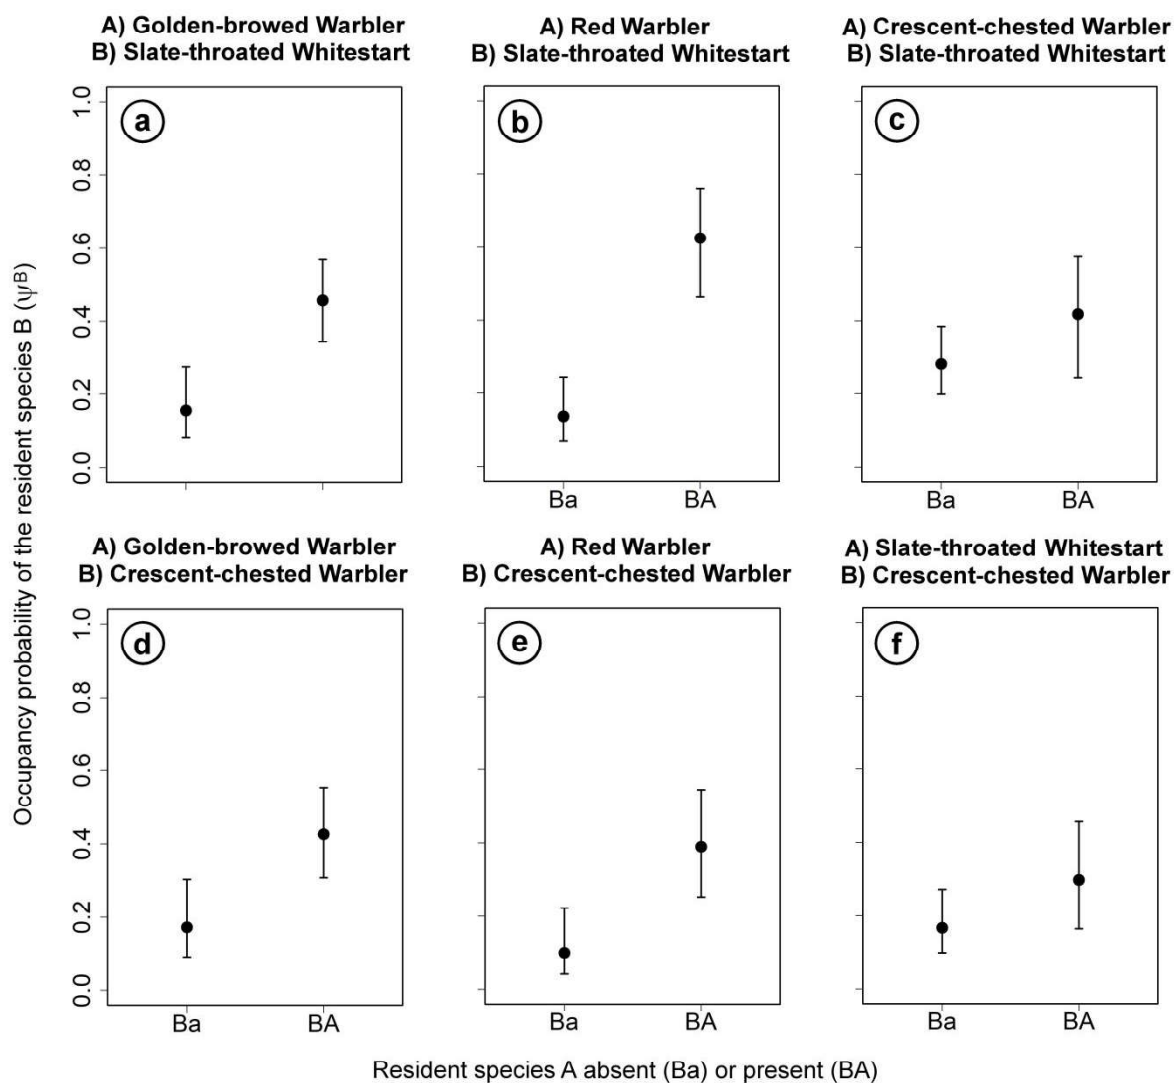 A) Golden-browed Warbler
B) Slate-throated Whitestart
A) Red Warbler
B) Slate-throated Whitestart
A) Crescent-chested Warbler
B) Slate-throated Whitestart
Occupancy probability of the resident species B (ψᴮ)
1.0
0.8
0.6
0.4
0.2
0.0
a
b
c
Ba
BA
Ba
BA
A) Golden-browed Warbler
B) Crescent-chested Warbler
A) Red Warbler
B) Crescent-chested Warbler
A) Slate-throated Whitestart
B) Crescent-chested Warbler
1.0
0.8
0.6
0.4
0.2
0.0
d
e
f
Ba
BA
Ba
BA
Ba
BA
Resident species A absent (Ba) or present (BA)